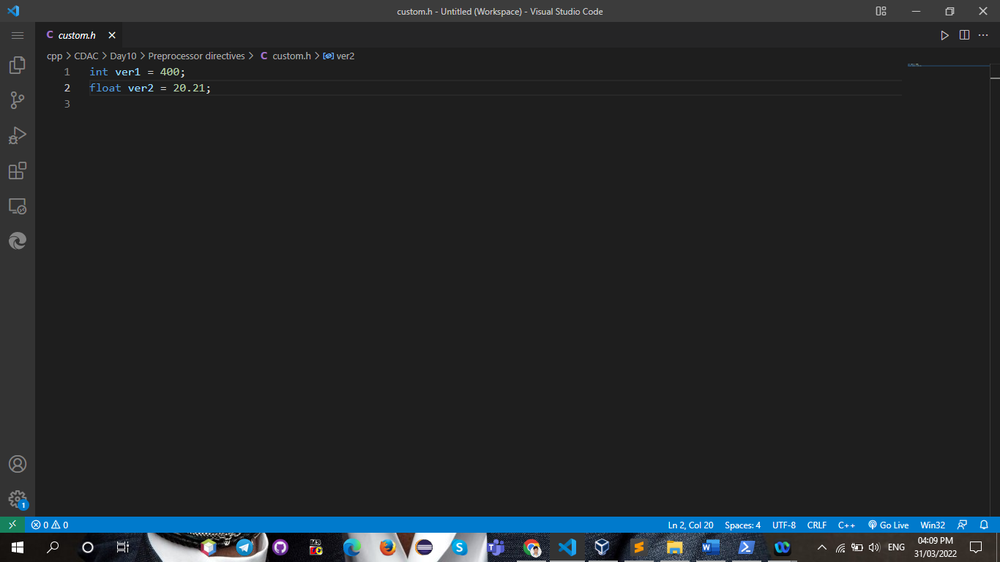 custom.h - Untitled (Workspace) - Visual Studio Code
C custom.h
cpp > CDAC > Day10 > Preprocessor directives > C custom.h > ver2
1 int ver1 = 400;
2 float ver2 = 20.21;
3
1
0 0 Ln 2, Col 20 Spaces: 4 UTF-8 CRLF C++ Go Live Win32
ENG 04:09 PM
31/03/2022